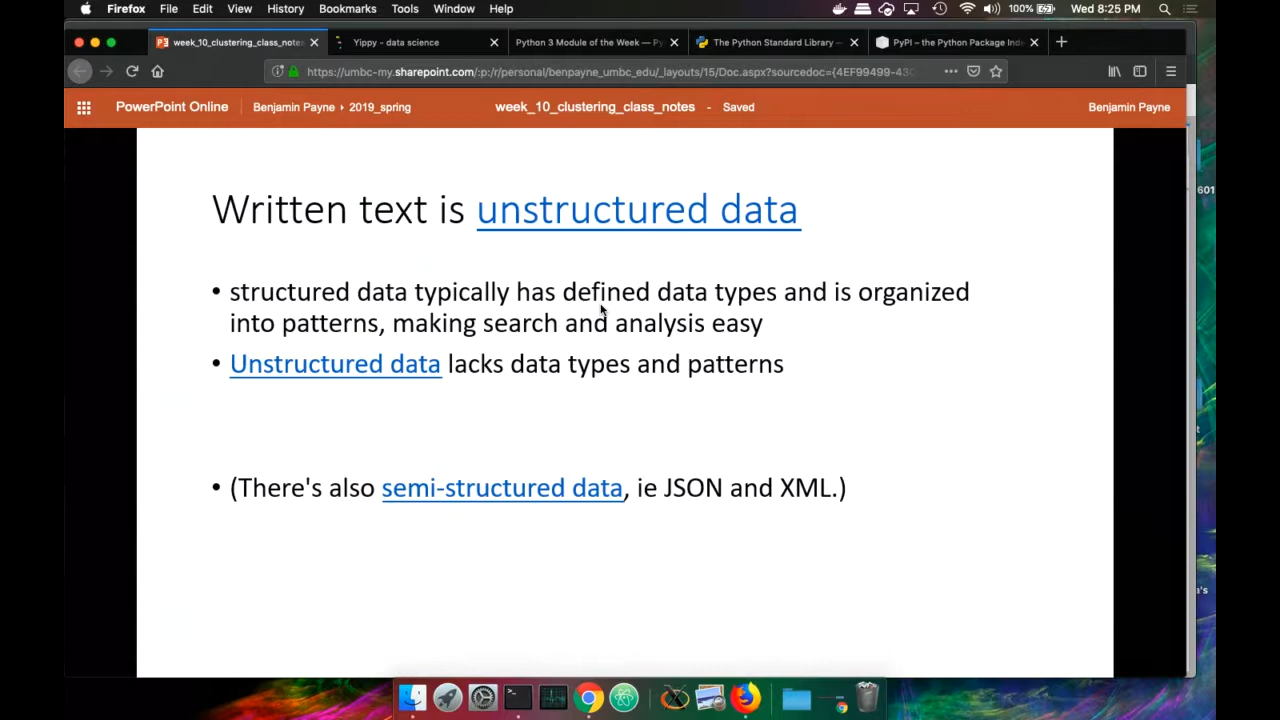 Firefox File Edit View History Bookmarks Tools Window Help 100% Wed 8:25 PM
week_10_clustering_class_notes Yippy - data science Python 3 Module of the Week — Py The Python Standard Library — PyPI – the Python Package Ind
https://umbc-my.sharepoint.com/:p:/r/personal/benpayne_umbc_edu/_layouts/15/Doc.aspx?sourcedoc={4EF99499-43
PowerPoint Online Benjamin Payne 2019_spring week_10_clustering_class_notes - Saved Benjamin Payne
601
Written text is unstructured data
• structured data typically has defined data types and is organized
into patterns, making search and analysis easy
• Unstructured data lacks data types and patterns
• (There's also semi-structured data, ie JSON and XML.)